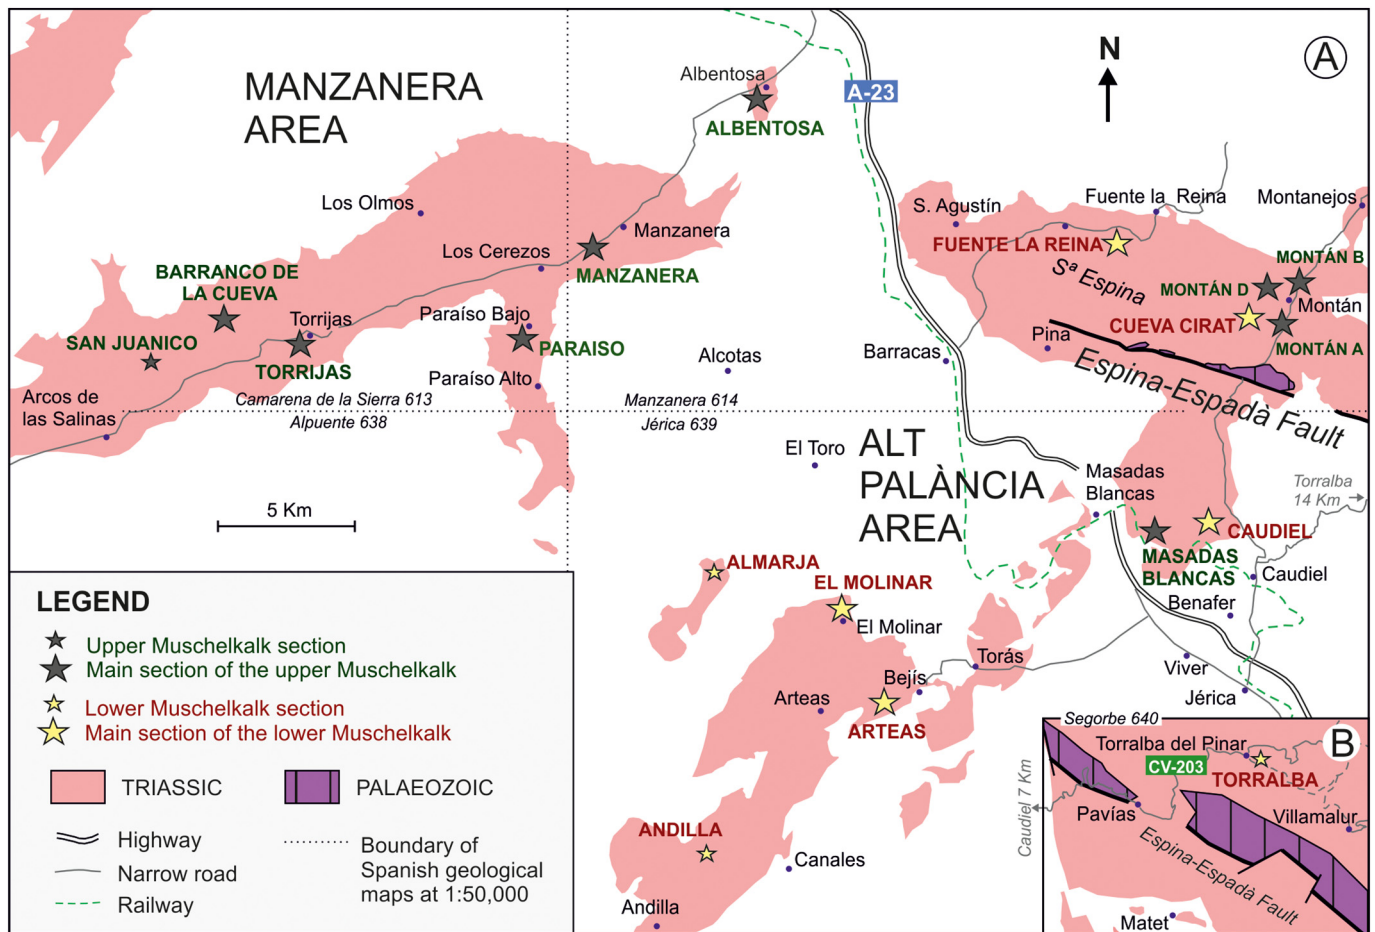 MANZANERA
AREA
Albentosa
ALBENTOSA
A-23
N
A
Los Olmos
Manzanera
Los Cerezos
MANZANERA
BARRANCO DE
LA CUEVA
SAN JUANICO
Torrijas
TORRIJAS
Paraíso Bajo
PARAISO
Paraíso Alto
Arcos de
las Salinas
Camarena de la Sierra 613
Alpuente 638
Alcotas
Manzanera 614
Jérica 639
S. Agustín
Fuente la Reina
Montanejos
FUENTE LA REINA
Sª Espina
MONTÁN B
MONTÁN D
Montán
CUEVA CIRAT
MONTÁN A
Pina
Barracas
Espina-Espadà Fault
5 Km
El Toro
ALT
PALÀNCIA
AREA
Masadas
Blancas
Torralba
14 Km
CAUDIEL
MASADAS
BLANCAS
Caudiel
Benafer
Viver
Jérica
ALMARJA
EL MOLINAR
El Molinar
Torás
Bejís
Arteas
ARTEAS
ANDILLA
Canales
Andilla
LEGEND
Upper Muschelkalk section
Main section of the upper Muschelkalk
Lower Muschelkalk section
Main section of the lower Muschelkalk
TRIASSIC
PALAEOZOIC
Highway
Narrow road
Railway
Boundary of
Spanish geological
maps at 1:50,000
Segorbe 640
B
Torralba del Pinar
CV-203
TORRALBA
Caudiel 7 Km
Pavías
Villamalur
Espina-Espadà Fault
Matet